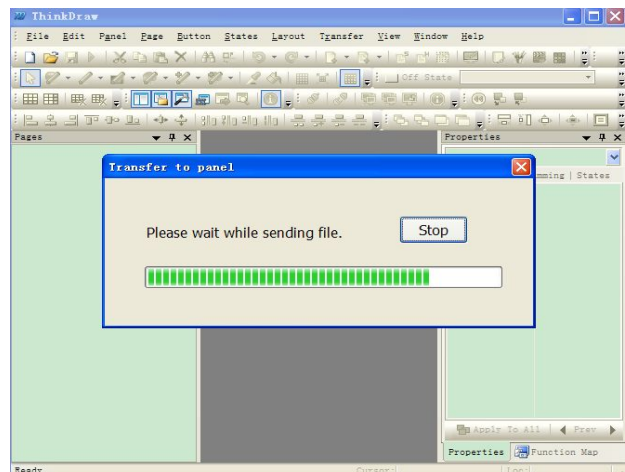 ThinkDraw
File Edit Panel Page Button States Layout Transfer View Window Help
Off State
Pages
Properties
Transfer to panel
mming | States
Please wait while sending file.
Stop
Apply To All | Prev
Properties Function Map
Ready
Cursor:
Loc: